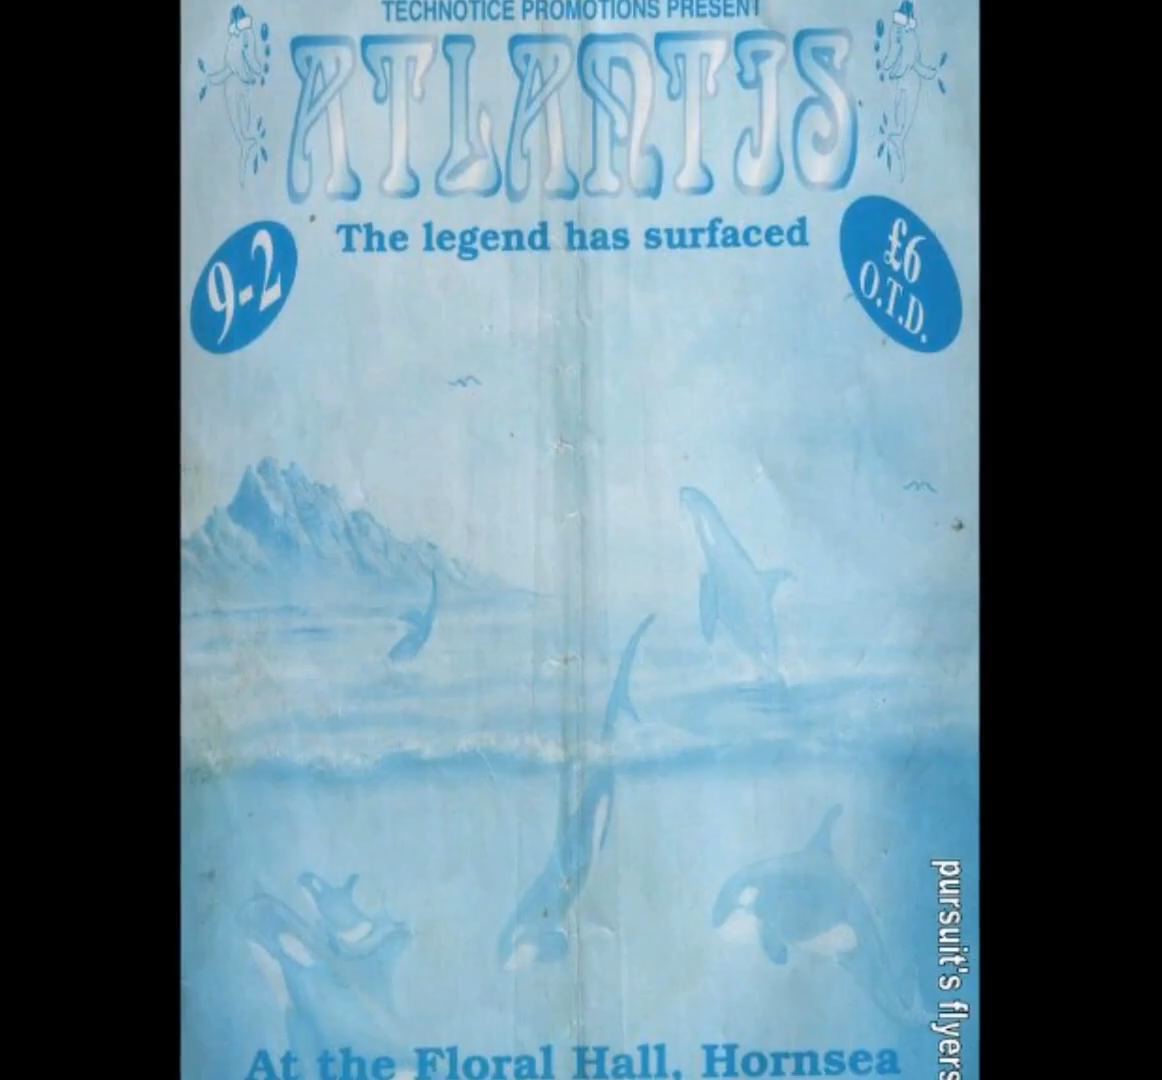 TECHNOTICE PROMOTIONS PRESENT
ATLANTIS
The legend has surfaced
9-2
£6
O.T.D.
At the Floral Hall, Hornsea
pursuit's flyers